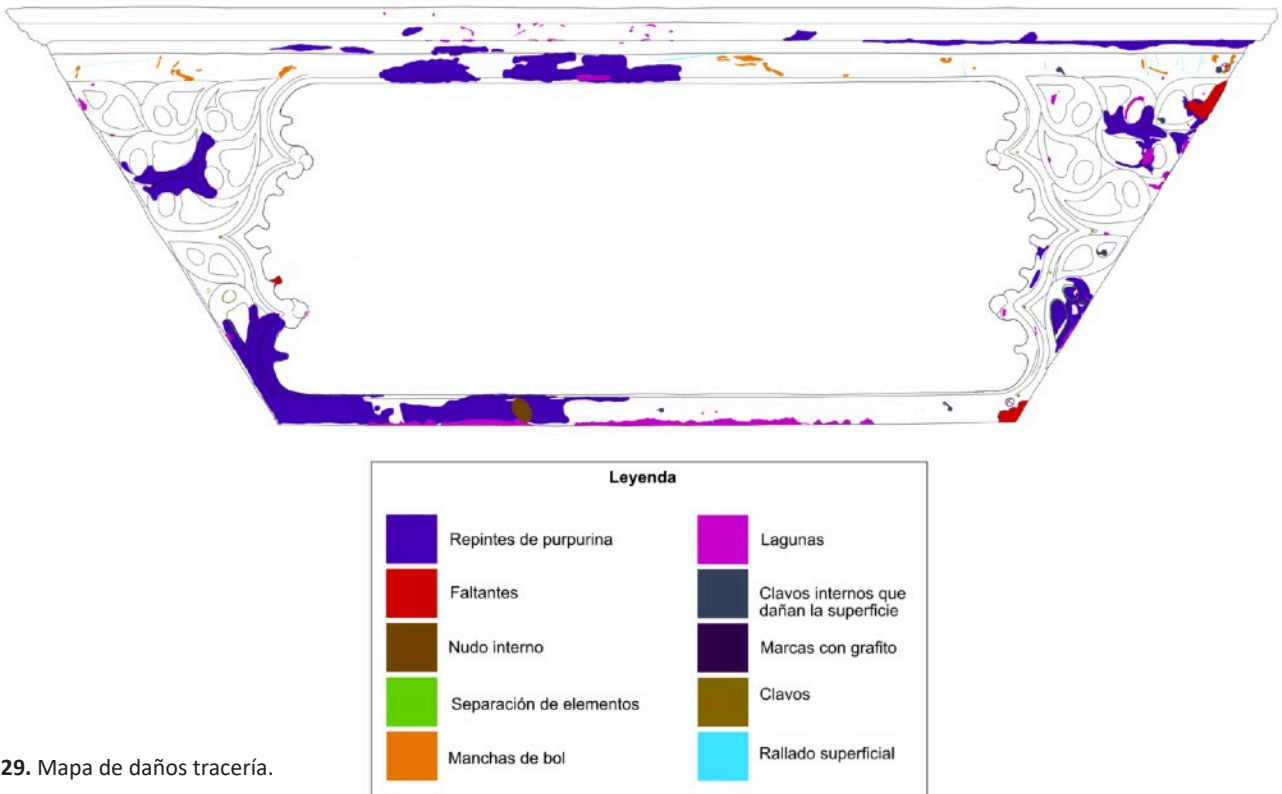 Leyenda
Repintes de purpurina
Faltantes
Nudo interno
Separación de elementos
Manchas de bol
Lagunas
Clavos internos que
dañan la superficie
Marcas con grafito
Clavos
Rallado superficial
29. Mapa de daños tracería.